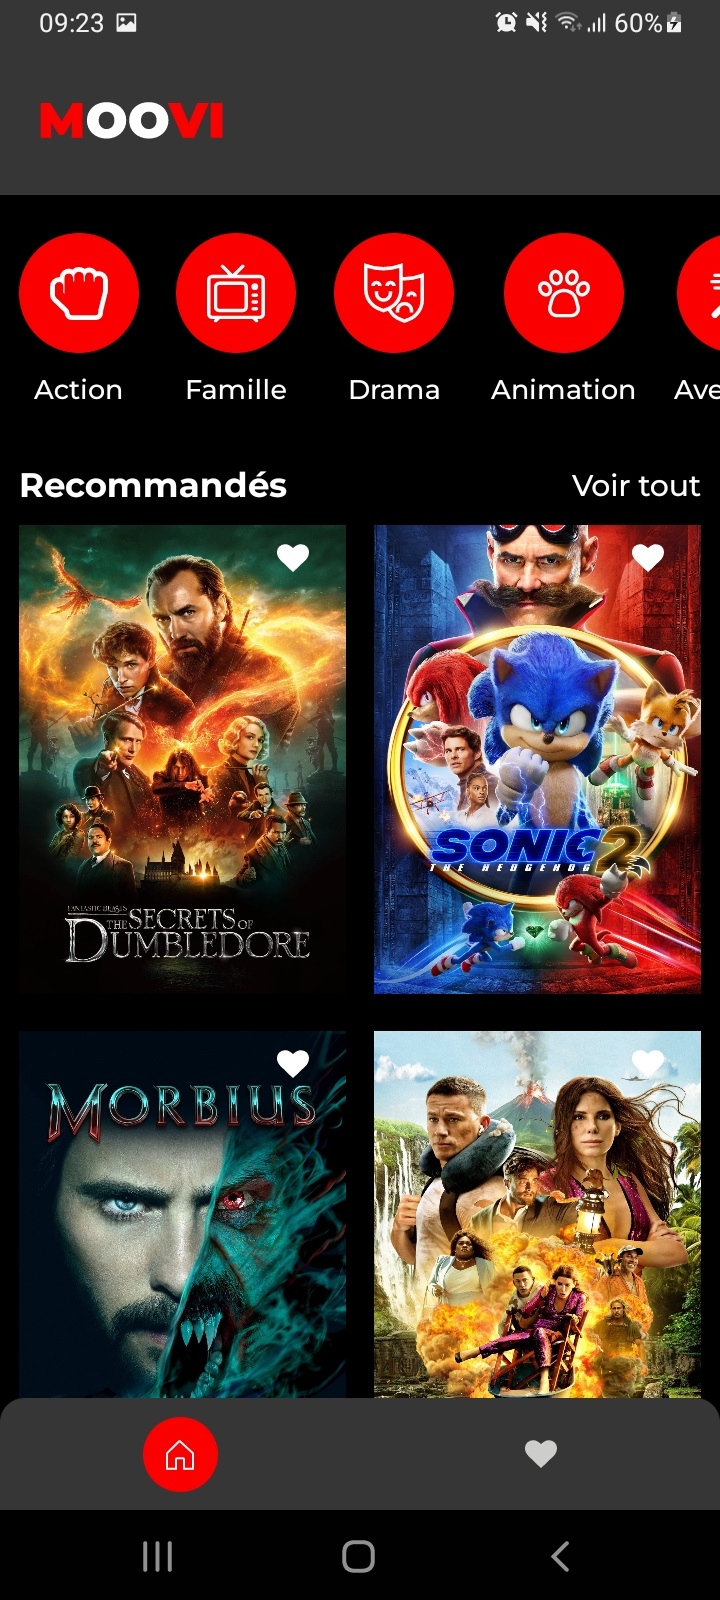 09:23
60%
MOOVI
Action
Famille
Drama
Animation
Ave
Recommandés
Voir tout
FANTASTIC BEASTS
THE SECRETS OF
DUMBLEDORE
SONIC 2
THE HEDGEHOG
MORBIUS